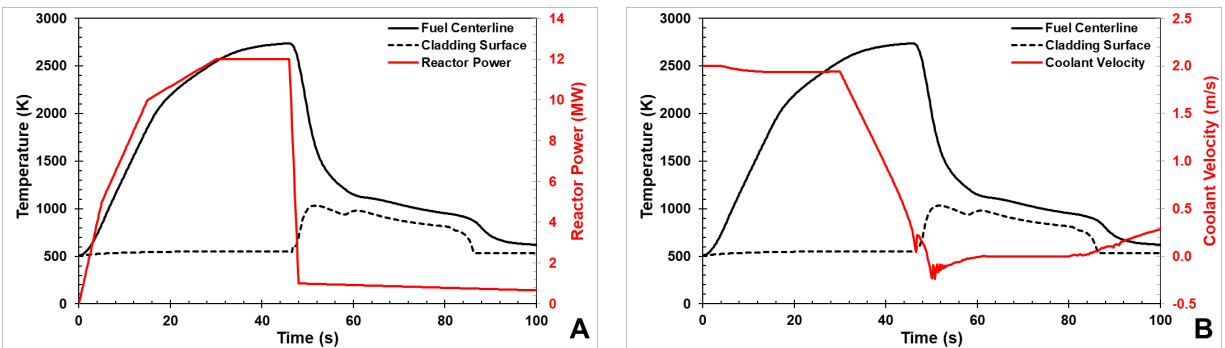 3000
2500
2000
1500
1000
500
0
Temperature (K)
0
20
40
60
80
100
Time (s)
14
12
10
8
6
4
2
0
Reactor Power (MW)
Fuel Centerline
Cladding Surface
Reactor Power
A
3000
2500
2000
1500
1000
500
0
Temperature (K)
0
20
40
60
80
100
Time (s)
2.5
2.0
1.5
1.0
0.5
0.0
-0.5
Coolant Velocity (m/s)
Fuel Centerline
Cladding Surface
Coolant Velocity
B